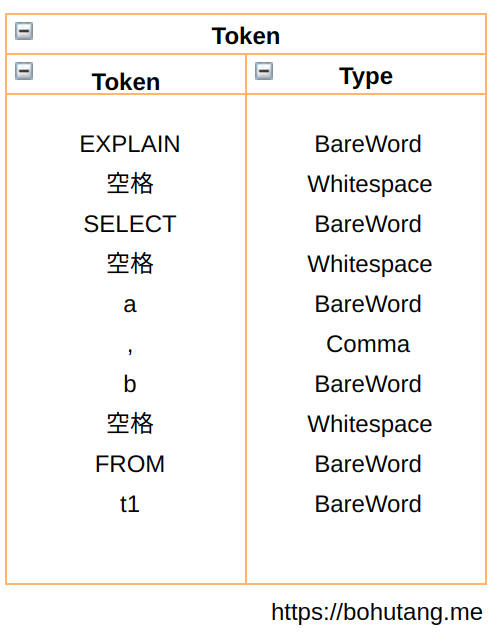 Token
Token Type
EXPLAIN BareWord
空格 Whitespace
SELECT BareWord
空格 Whitespace
a BareWord
, Comma
b BareWord
空格 Whitespace
FROM BareWord
t1 BareWord
https://bohutang.me